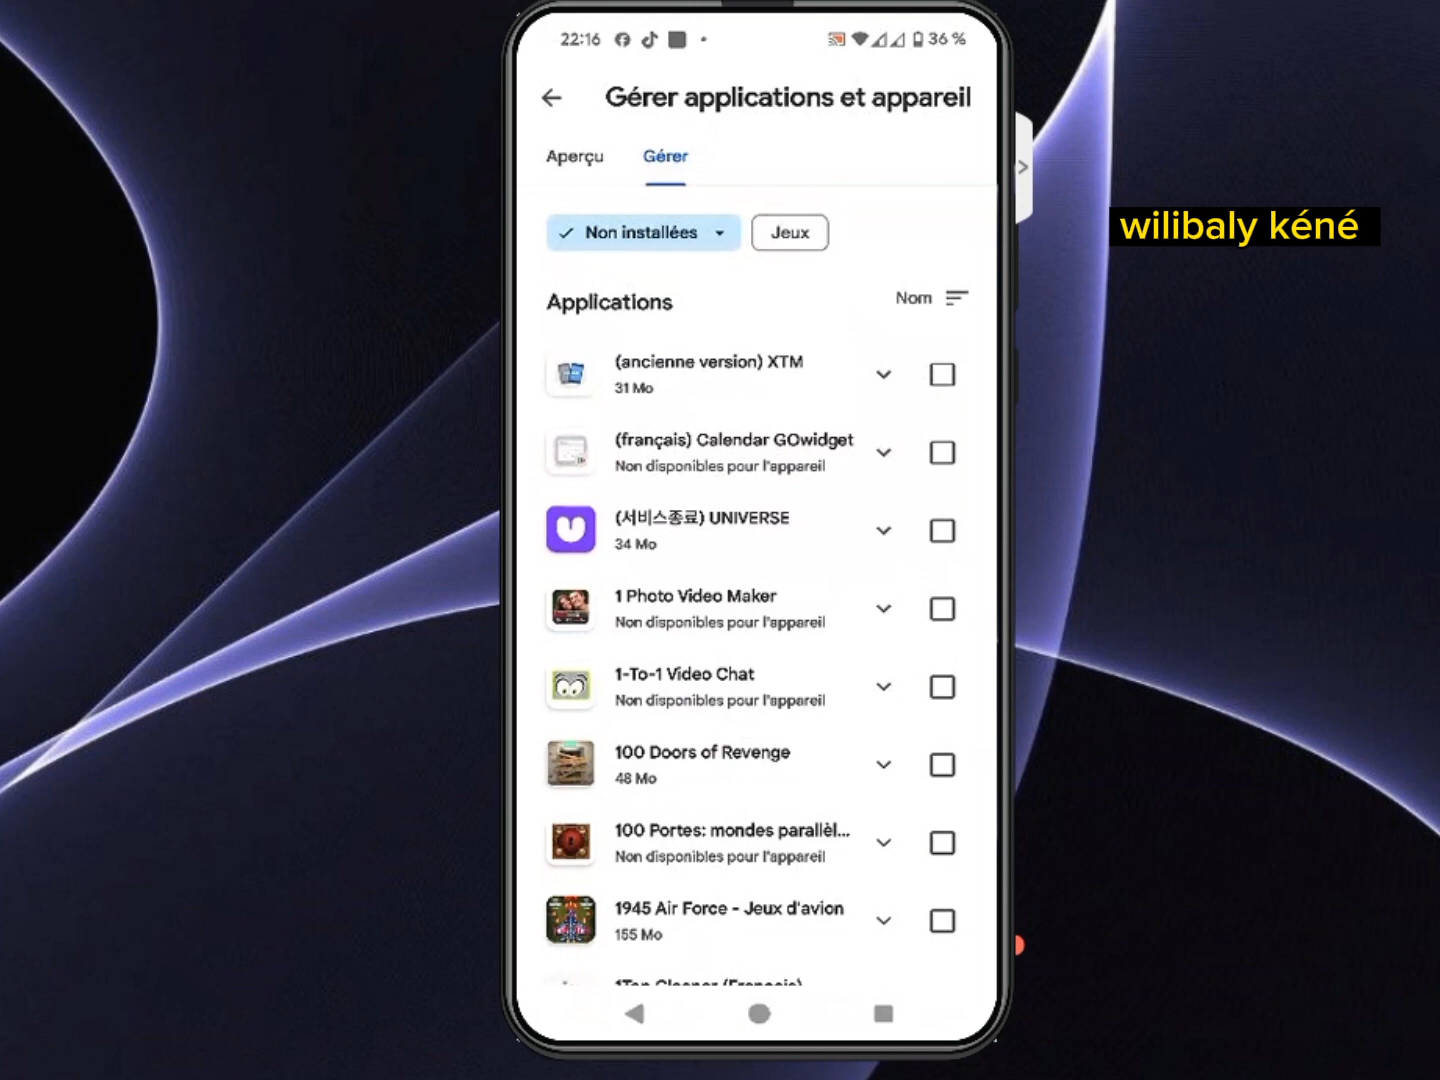 22:16
36 %
Gérer applications et appareil
Aperçu
Gérer
wilibaly kéné
Non installées
Jeux
Applications
Nom
(ancienne version) XTM
31 Mo
(français) Calendar GOwidget
Non disponibles pour l'appareil
(서비스종료) UNIVERSE
34 Mo
1 Photo Video Maker
Non disponibles pour l'appareil
1-To-1 Video Chat
Non disponibles pour l'appareil
100 Doors of Revenge
48 Mo
100 Portes: mondes parallèl...
Non disponibles pour l'appareil
1945 Air Force - Jeux d'avion
155 Mo
1Tap Cleaner (Français)